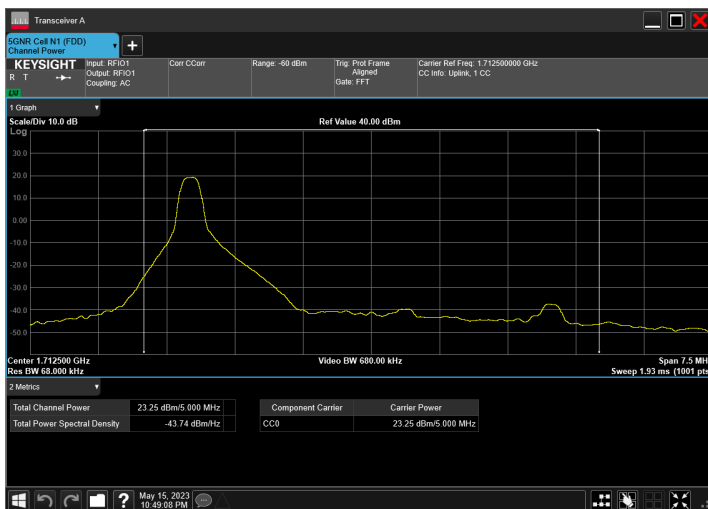 Transceiver A
5GNR Cell N1 (FDD)
Channel Power
KEYSIGHT
R T
LXI
Input: RFIO1
Output: RFIO1
Coupling: AC
Corr CCorr
Range: -60 dBm
Trig: Prot Frame
Aligned
Gate: FFT
Carrier Ref Freq: 1.712500000 GHz
CC Info: Uplink, 1 CC
1 Graph
Scale/Div 10.0 dB
Ref Value 40.00 dBm
Log
30.0
20.0
10.0
0.00
-10.0
-20.0
-30.0
-40.0
-50.0
Center 1.712500 GHz
Video BW 680.00 kHz
Span 7.5 MH
Res BW 68.000 kHz
Sweep 1.93 ms (1001 pts
2 Metrics
Total Channel Power 23.25 dBm/5.000 MHz
Total Power Spectral Density -43.74 dBm/Hz
Component Carrier Carrier Power
CC0 23.25 dBm/5.000 MHz
May 15, 2023
10:49:08 PM